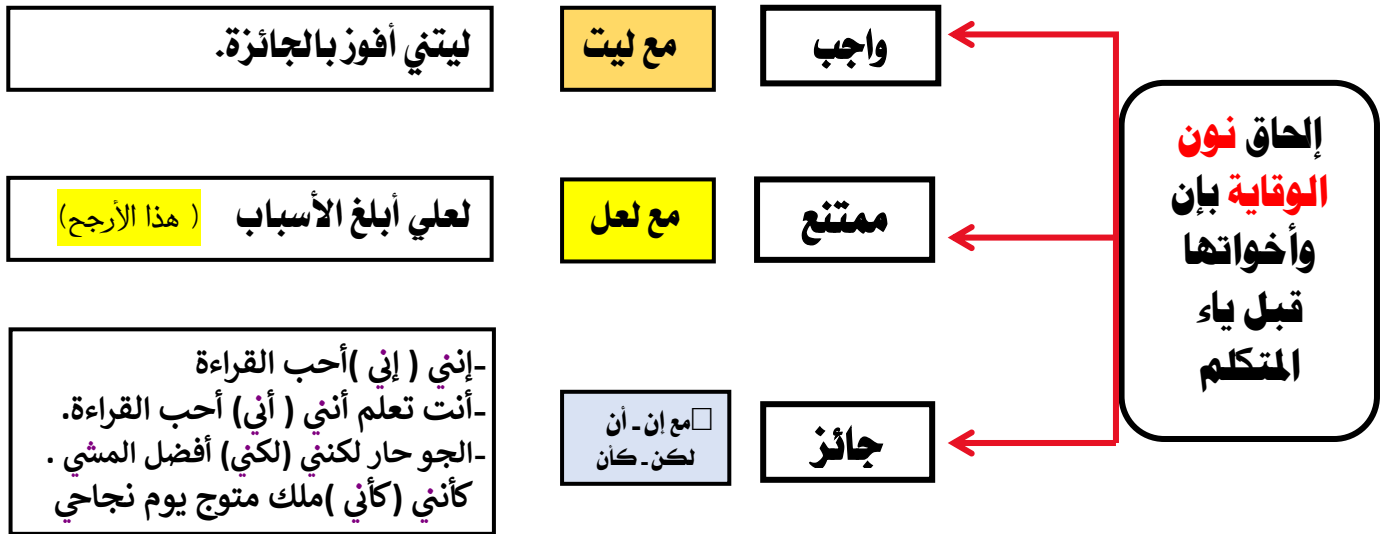 إلحاق نون
الوقاية بإن
وأخواتها
قبل ياء
المتكلم
واجب
مع ليت
ليتني أفوز بالجائزة.
ممتنع
مع لعل
لعلي أبلغ الأسباب ( هذا الأرجح)
جائز
□مع إن ـ أن
لكن ـ كأن
-إنني ( إني )أحب القراءة
-أنت تعلم أنني ( أني) أحب القراءة.
-الجو حار لكنني (لكني) أفضل المشي .
كأنني (كأني )ملك متوج يوم نجاحي